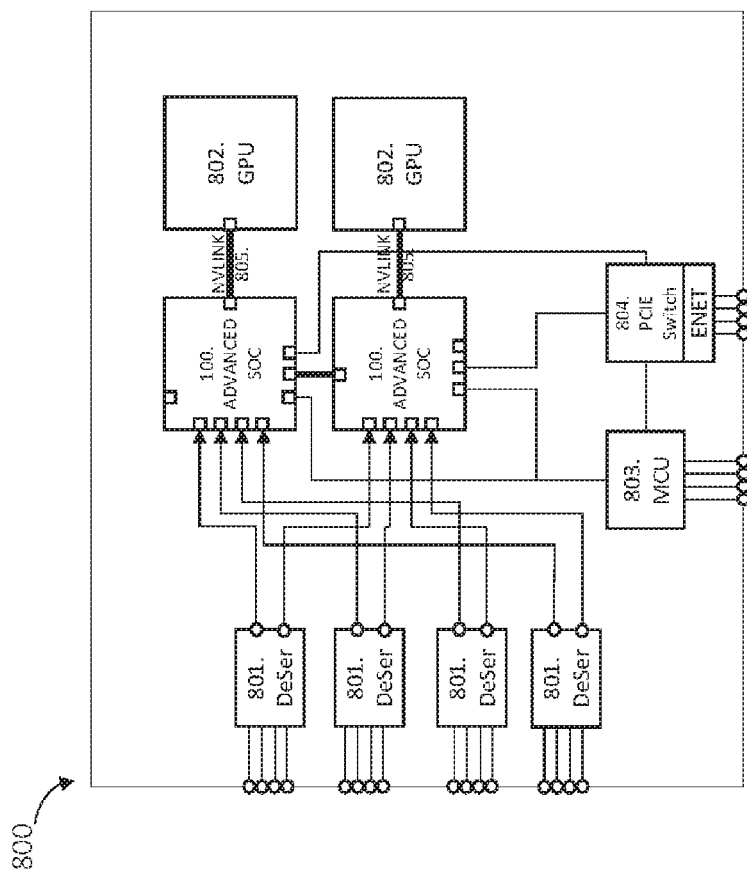 800
802.
GPU
802.
GPU
NVLINK
805.
NVLINK
805.
100.
ADVANCED
SOC
100.
ADVANCED
SOC
804.
PCIE
Switch
ENET
803.
MCU
801.
DeSer
801.
DeSer
801.
DeSer
801.
DeSer